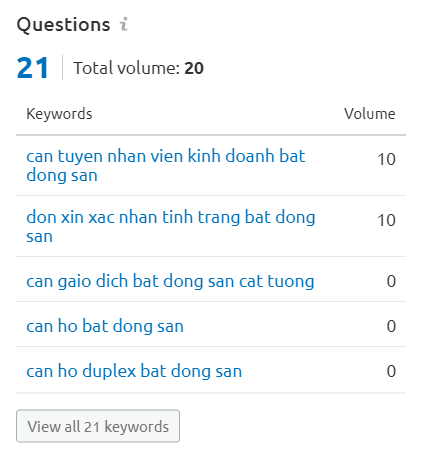 Questions i
21 Total volume: 20
Keywords Volume
can tuyen nhan vien kinh doanh bat 10
dong san
don xin xac nhan tinh trang bat dong 10
san
can gaio dich bat dong san cat tuong 0
can ho bat dong san 0
can ho duplex bat dong san 0
View all 21 keywords